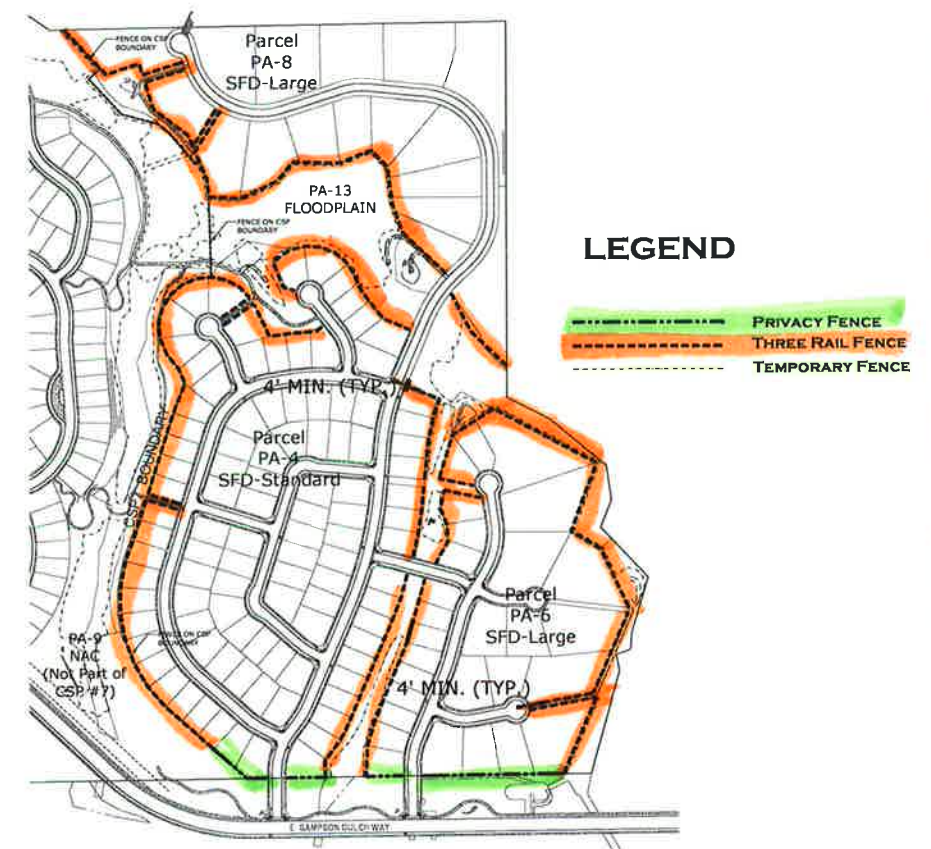 FENCE ON CSP
BOUNDARY
Parcel
PA-8
SFD-Large
PA-13
FLOODPLAIN
FENCE ON CSP
BOUNDARY
LEGEND
PRIVACY FENCE
THREE RAIL FENCE
TEMPORARY FENCE
4' MIN. (TYP.)
Parcel
PA-4
SFD-Standard
CSP 7 BOUNDARY
Parcel
PA-6
SFD-Large
FENCE ON CSP
BOUNDARY
PA-9
NAC
(Not Part of
CSP #7)
4' MIN. (TYP.)
E SAMPSON GULCH WAY